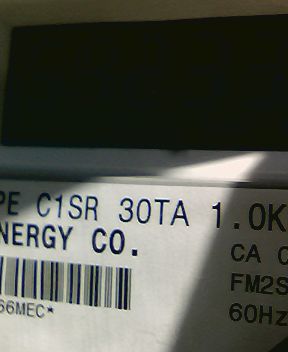 PE C1SR 30TA 1.0K
NERGY CO.
CA
FM2S
66MEC*
60Hz